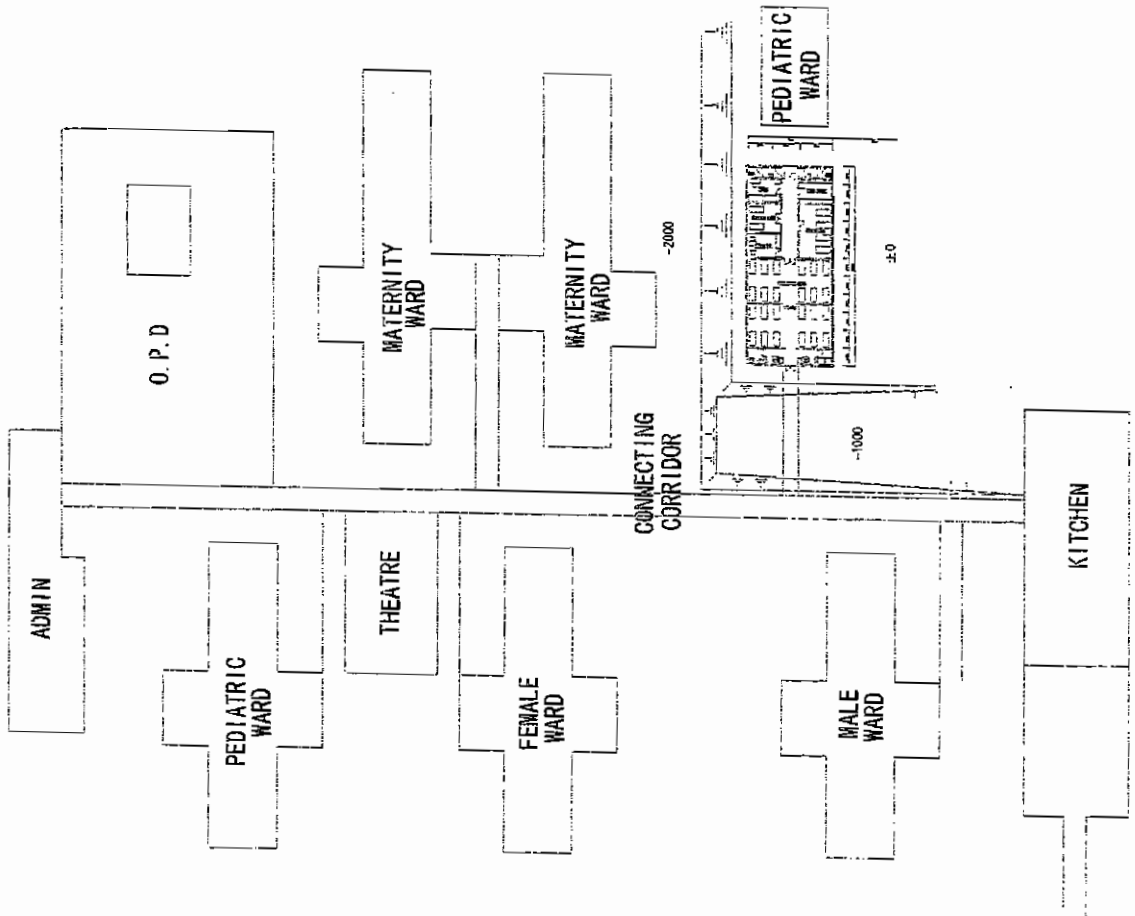 ADMIN
O.P.D
PEDIATRIC
WARD
THEATRE
FEMALE
WARD
MALE
WARD
KITCHEN
MATERNITY
WARD
MATERNITY
WARD
CONNECTING
CORRIDOR
-2000
-1000
±0
PEDIATRIC
WARD